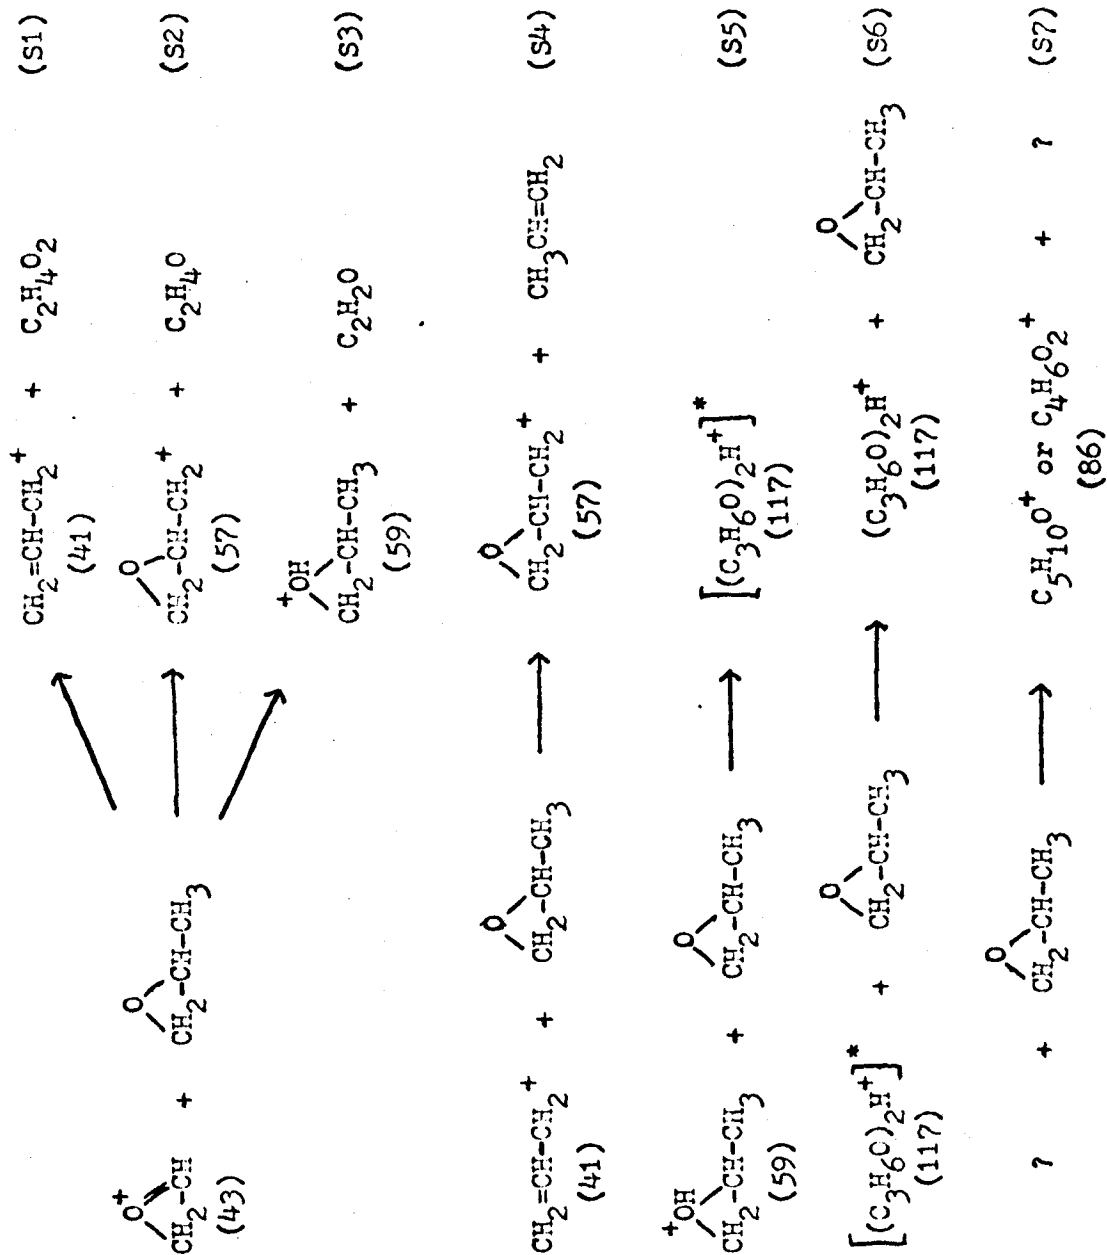 CH2=CH-CH2+ + C2H4O2 (S1)
(41)
O+ O O
CH2-CH + CH2-CH-CH3 CH2-CH-CH2+ + C2H4O (S2)
(43) (57)
+OH
CH2-CH-CH3 + C2H2O (S3)
(59)
O O
CH2=CH-CH2+ + CH2-CH-CH3 CH2-CH-CH2+ + CH3CH=CH2 (S4)
(41) (57)
+OH O
CH2-CH-CH3 + CH2-CH-CH3 [(C3H6O)2H+]* (S5)
(59) (117)
O O
[(C3H6O)2H+]* + CH2-CH-CH3 (C3H6O)2H+ + CH2-CH-CH3 (S6)
(117) (117)
O
? + CH2-CH-CH3 C5H10O+ or C4H6O2+ + ? (S7)
(86)